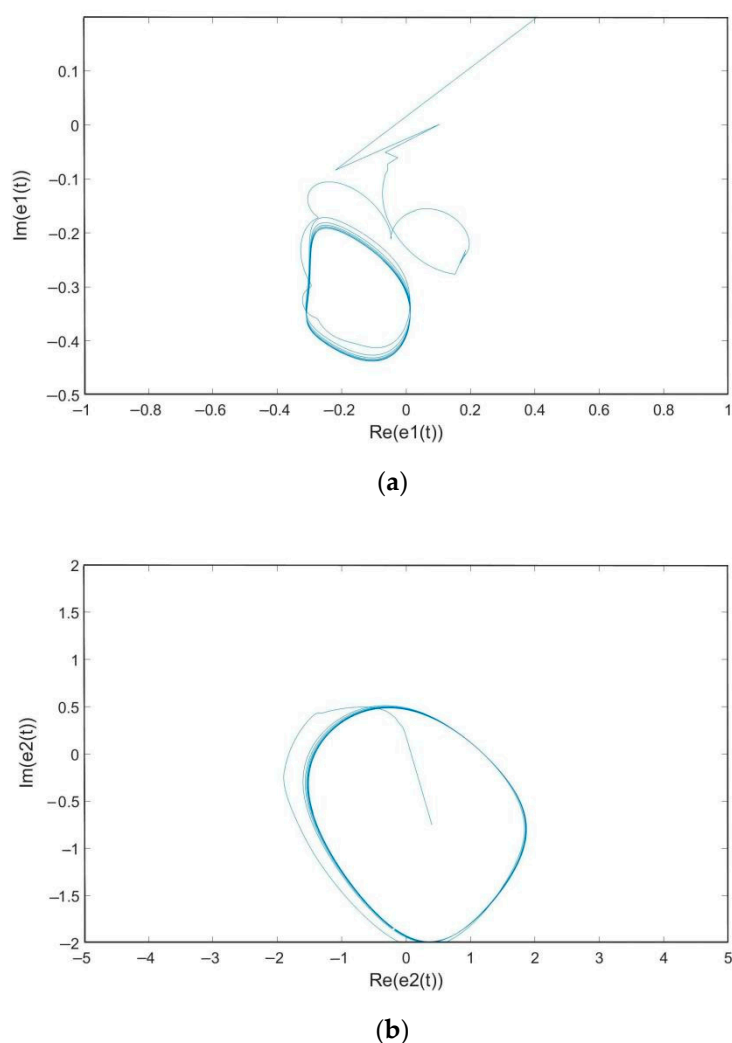 0.1
0
–0.1
–0.2
–0.3
–0.4
–0.5
–1 –0.8 –0.6 –0.4 –0.2 0 0.2 0.4 0.6 0.8 1
Im(e1(t))
Re(e1(t))
(a)
2
1.5
1
0.5
0
–0.5
–1
–1.5
–2
–5 –4 –3 –2 –1 0 1 2 3 4 5
Im(e2(t))
Re(e2(t))
(b)